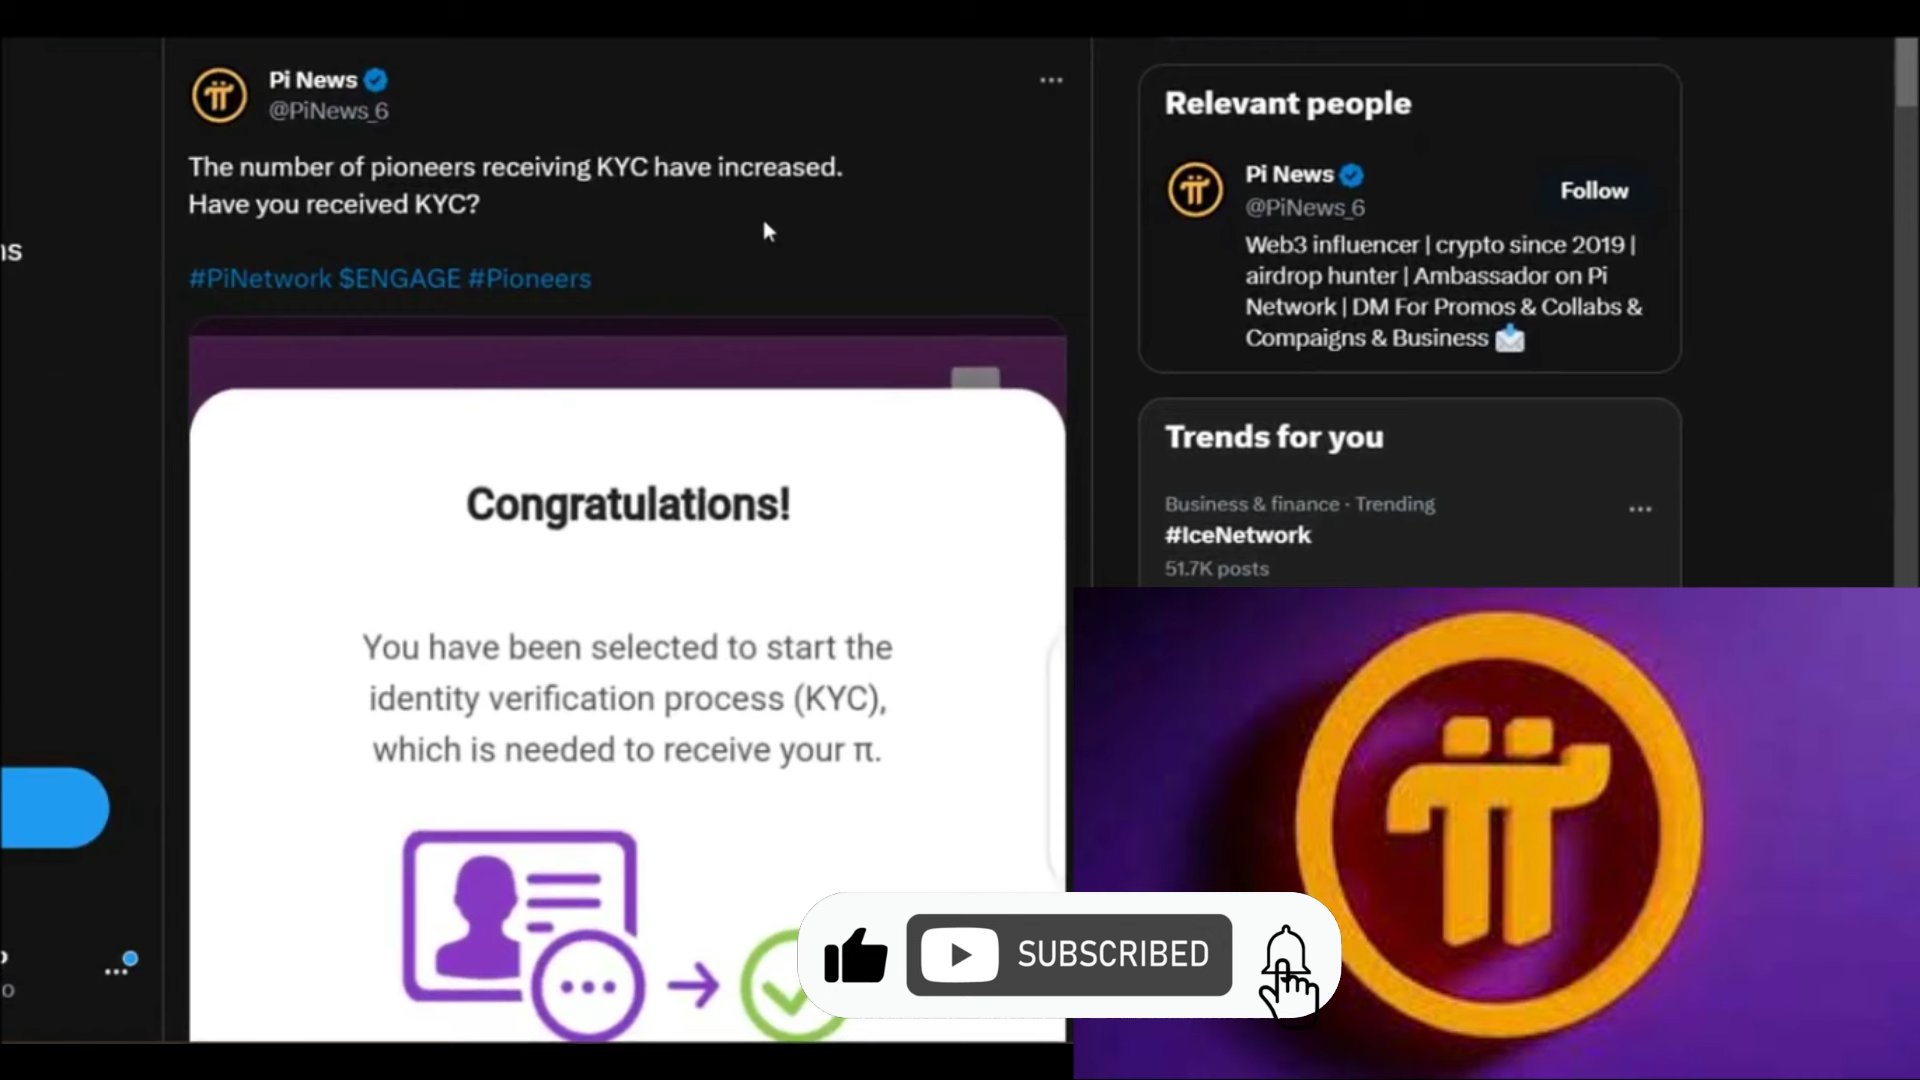 Pi News
@PiNews_6
The number of pioneers receiving KYC have increased.
Have you received KYC?
#PiNetwork $ENGAGE #Pioneers
Congratulations!
You have been selected to start the
identity verification process (KYC),
which is needed to receive your π.
Relevant people
Pi News
Follow
@PiNews_6
Web3 influencer | crypto since 2019 |
airdrop hunter | Ambassador on Pi
Network | DM For Promos & Collabs &
Compaigns & Business
Trends for you
Business & finance · Trending
#IceNetwork
51.7K posts
SUBSCRIBED